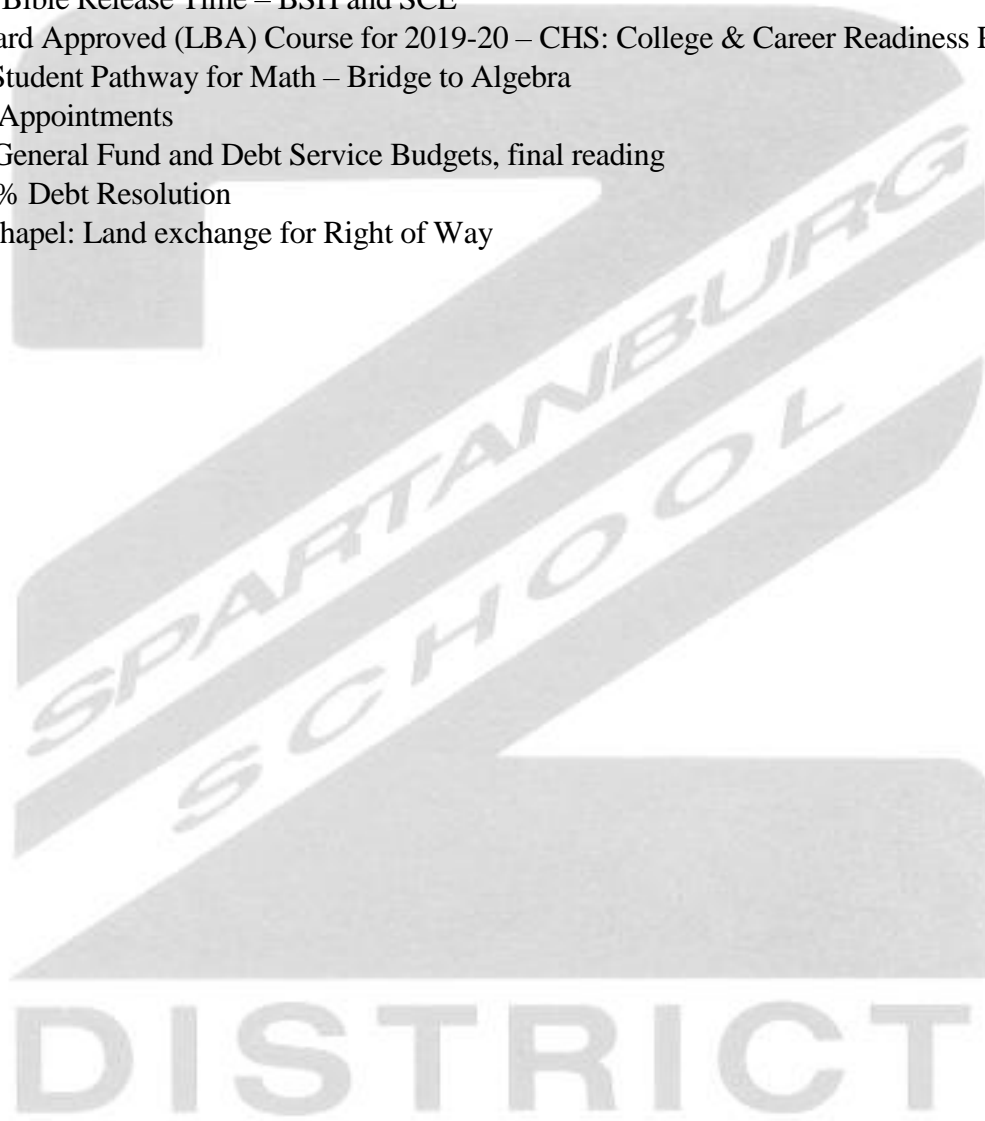 Bible Release Time – BSH and SCE
ard Approved (LBA) Course for 2019-20 – CHS: College & Career Readiness
Student Pathway for Math – Bridge to Algebra
Appointments
General Fund and Debt Service Budgets, final reading
% Debt Resolution
hapel: Land exchange for Right of Way
SPARTANBURG
SCHOOL
DISTRICT